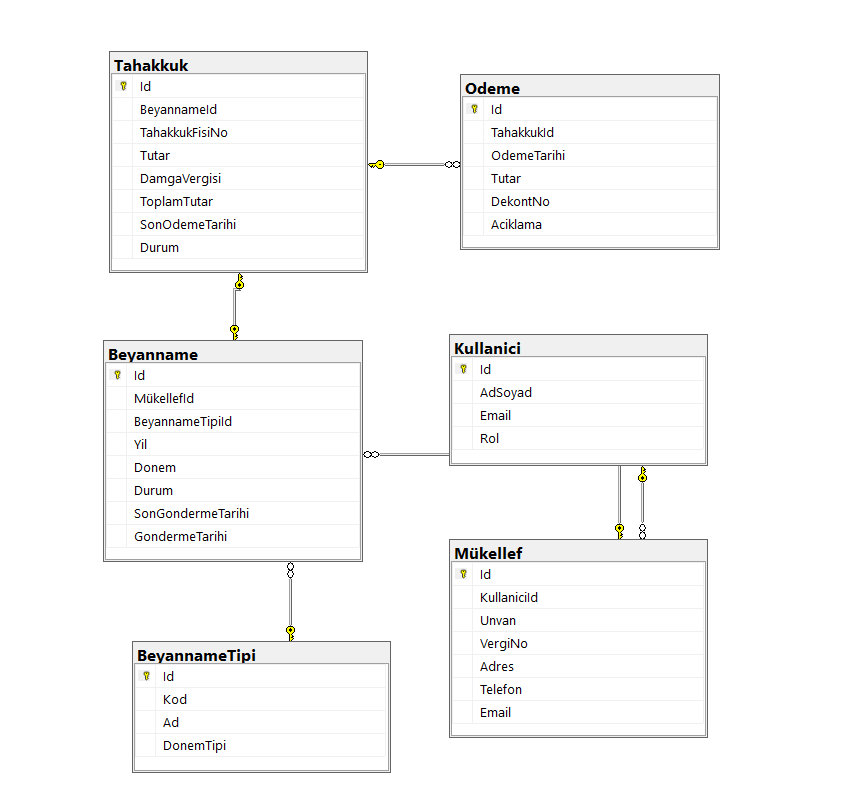 Tahakkuk
Id
BeyannameId
TahakkukFisiNo
Tutar
DamgaVergisi
ToplamTutar
SonOdemeTarihi
Durum
Odeme
Id
TahakkukId
OdemeTarihi
Tutar
DekontNo
Aciklama
Beyanname
Id
MükellefId
BeyannameTipiId
Yil
Donem
Durum
SonGondermeTarihi
GondermeTarihi
Kullanici
Id
AdSoyad
Email
Rol
Mükellef
Id
KullaniciId
Unvan
VergiNo
Adres
Telefon
Email
BeyannameTipi
Id
Kod
Ad
DonemTipi